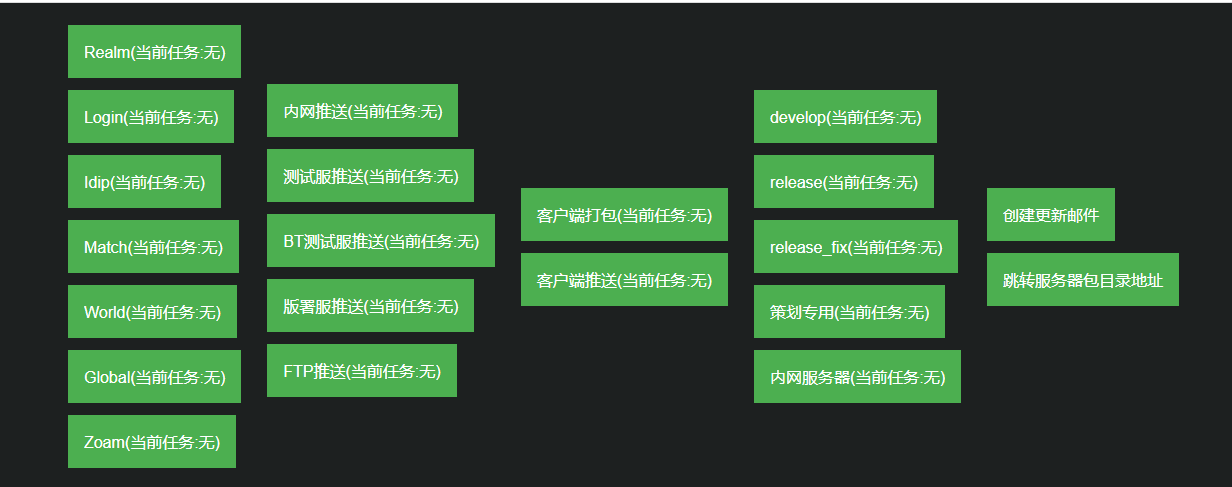 Realm(当前任务:无)
Login(当前任务:无)
Idip(当前任务:无)
Match(当前任务:无)
World(当前任务:无)
Global(当前任务:无)
Zoam(当前任务:无)
内网推送(当前任务:无)
测试服推送(当前任务:无)
BT测试服推送(当前任务:无)
版署服推送(当前任务:无)
FTP推送(当前任务:无)
客户端打包(当前任务:无)
客户端推送(当前任务:无)
develop(当前任务:无)
release(当前任务:无)
release_fix(当前任务:无)
策划专用(当前任务:无)
内网服务器(当前任务:无)
创建更新邮件
跳转服务器包目录地址